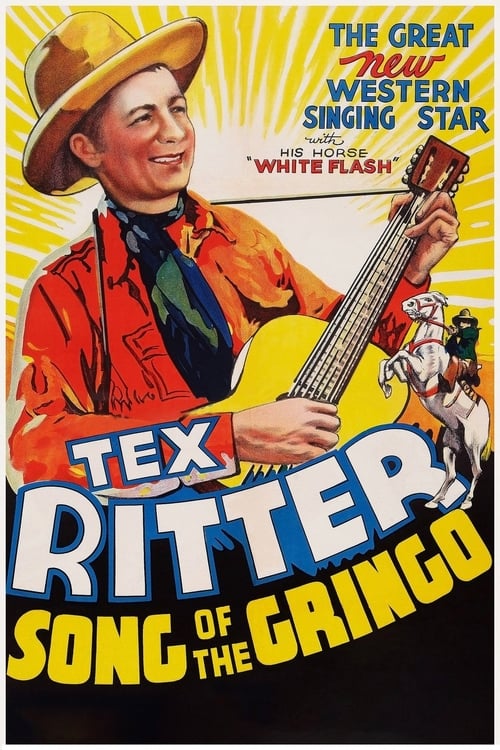 THE GREAT
new
WESTERN
SINGING STAR
with
HIS HORSE
"WHITE FLASH"
TEX
RITTER
SONG OF THE GRINGO